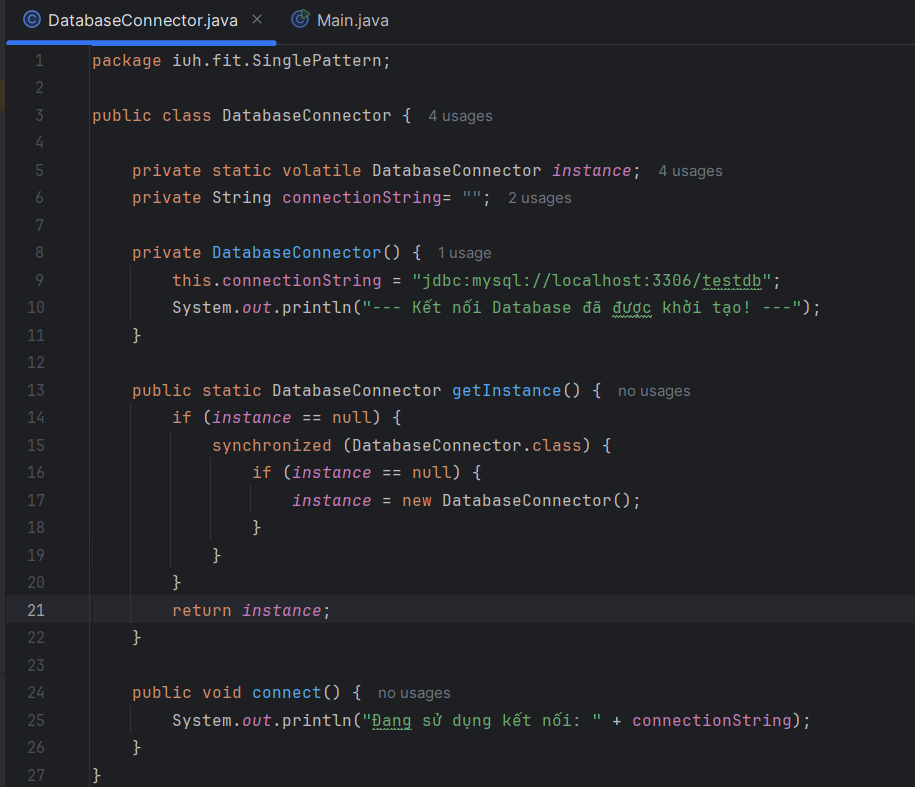 DatabaseConnector.java × Main.java
1 package iuh.fit.SinglePattern;
2
3 public class DatabaseConnector { 4 usages
4
5     private static volatile DatabaseConnector instance; 4 usages
6     private String connectionString= ""; 2 usages
7
8     private DatabaseConnector() { 1 usage
9         this.connectionString = "jdbc:mysql://localhost:3306/testdb";
10         System.out.println("--- Kết nối Database đã được khởi tạo! ---");
11     }
12
13     public static DatabaseConnector getInstance() { no usages
14         if (instance == null) {
15             synchronized (DatabaseConnector.class) {
16                 if (instance == null) {
17                     instance = new DatabaseConnector();
18                 }
19             }
20         }
21         return instance;
22     }
23
24     public void connect() { no usages
25         System.out.println("Đang sử dụng kết nối: " + connectionString);
26     }
27 }